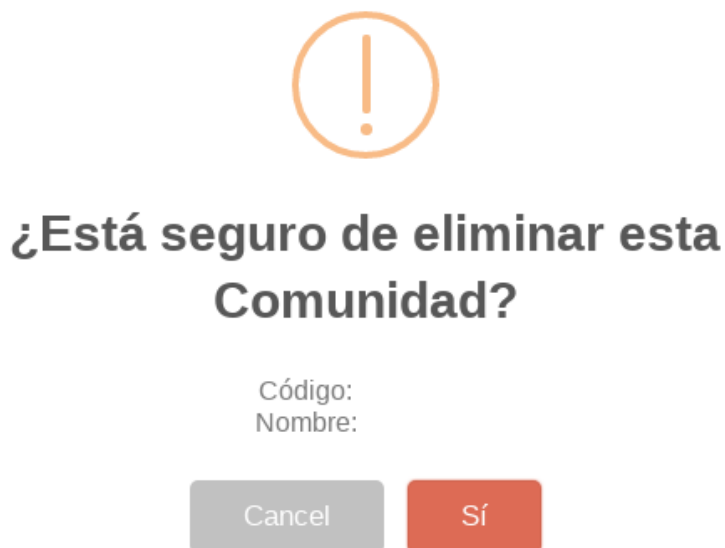 ¿Está seguro de eliminar esta
Comunidad?
Código:
Nombre:
Cancel Sí